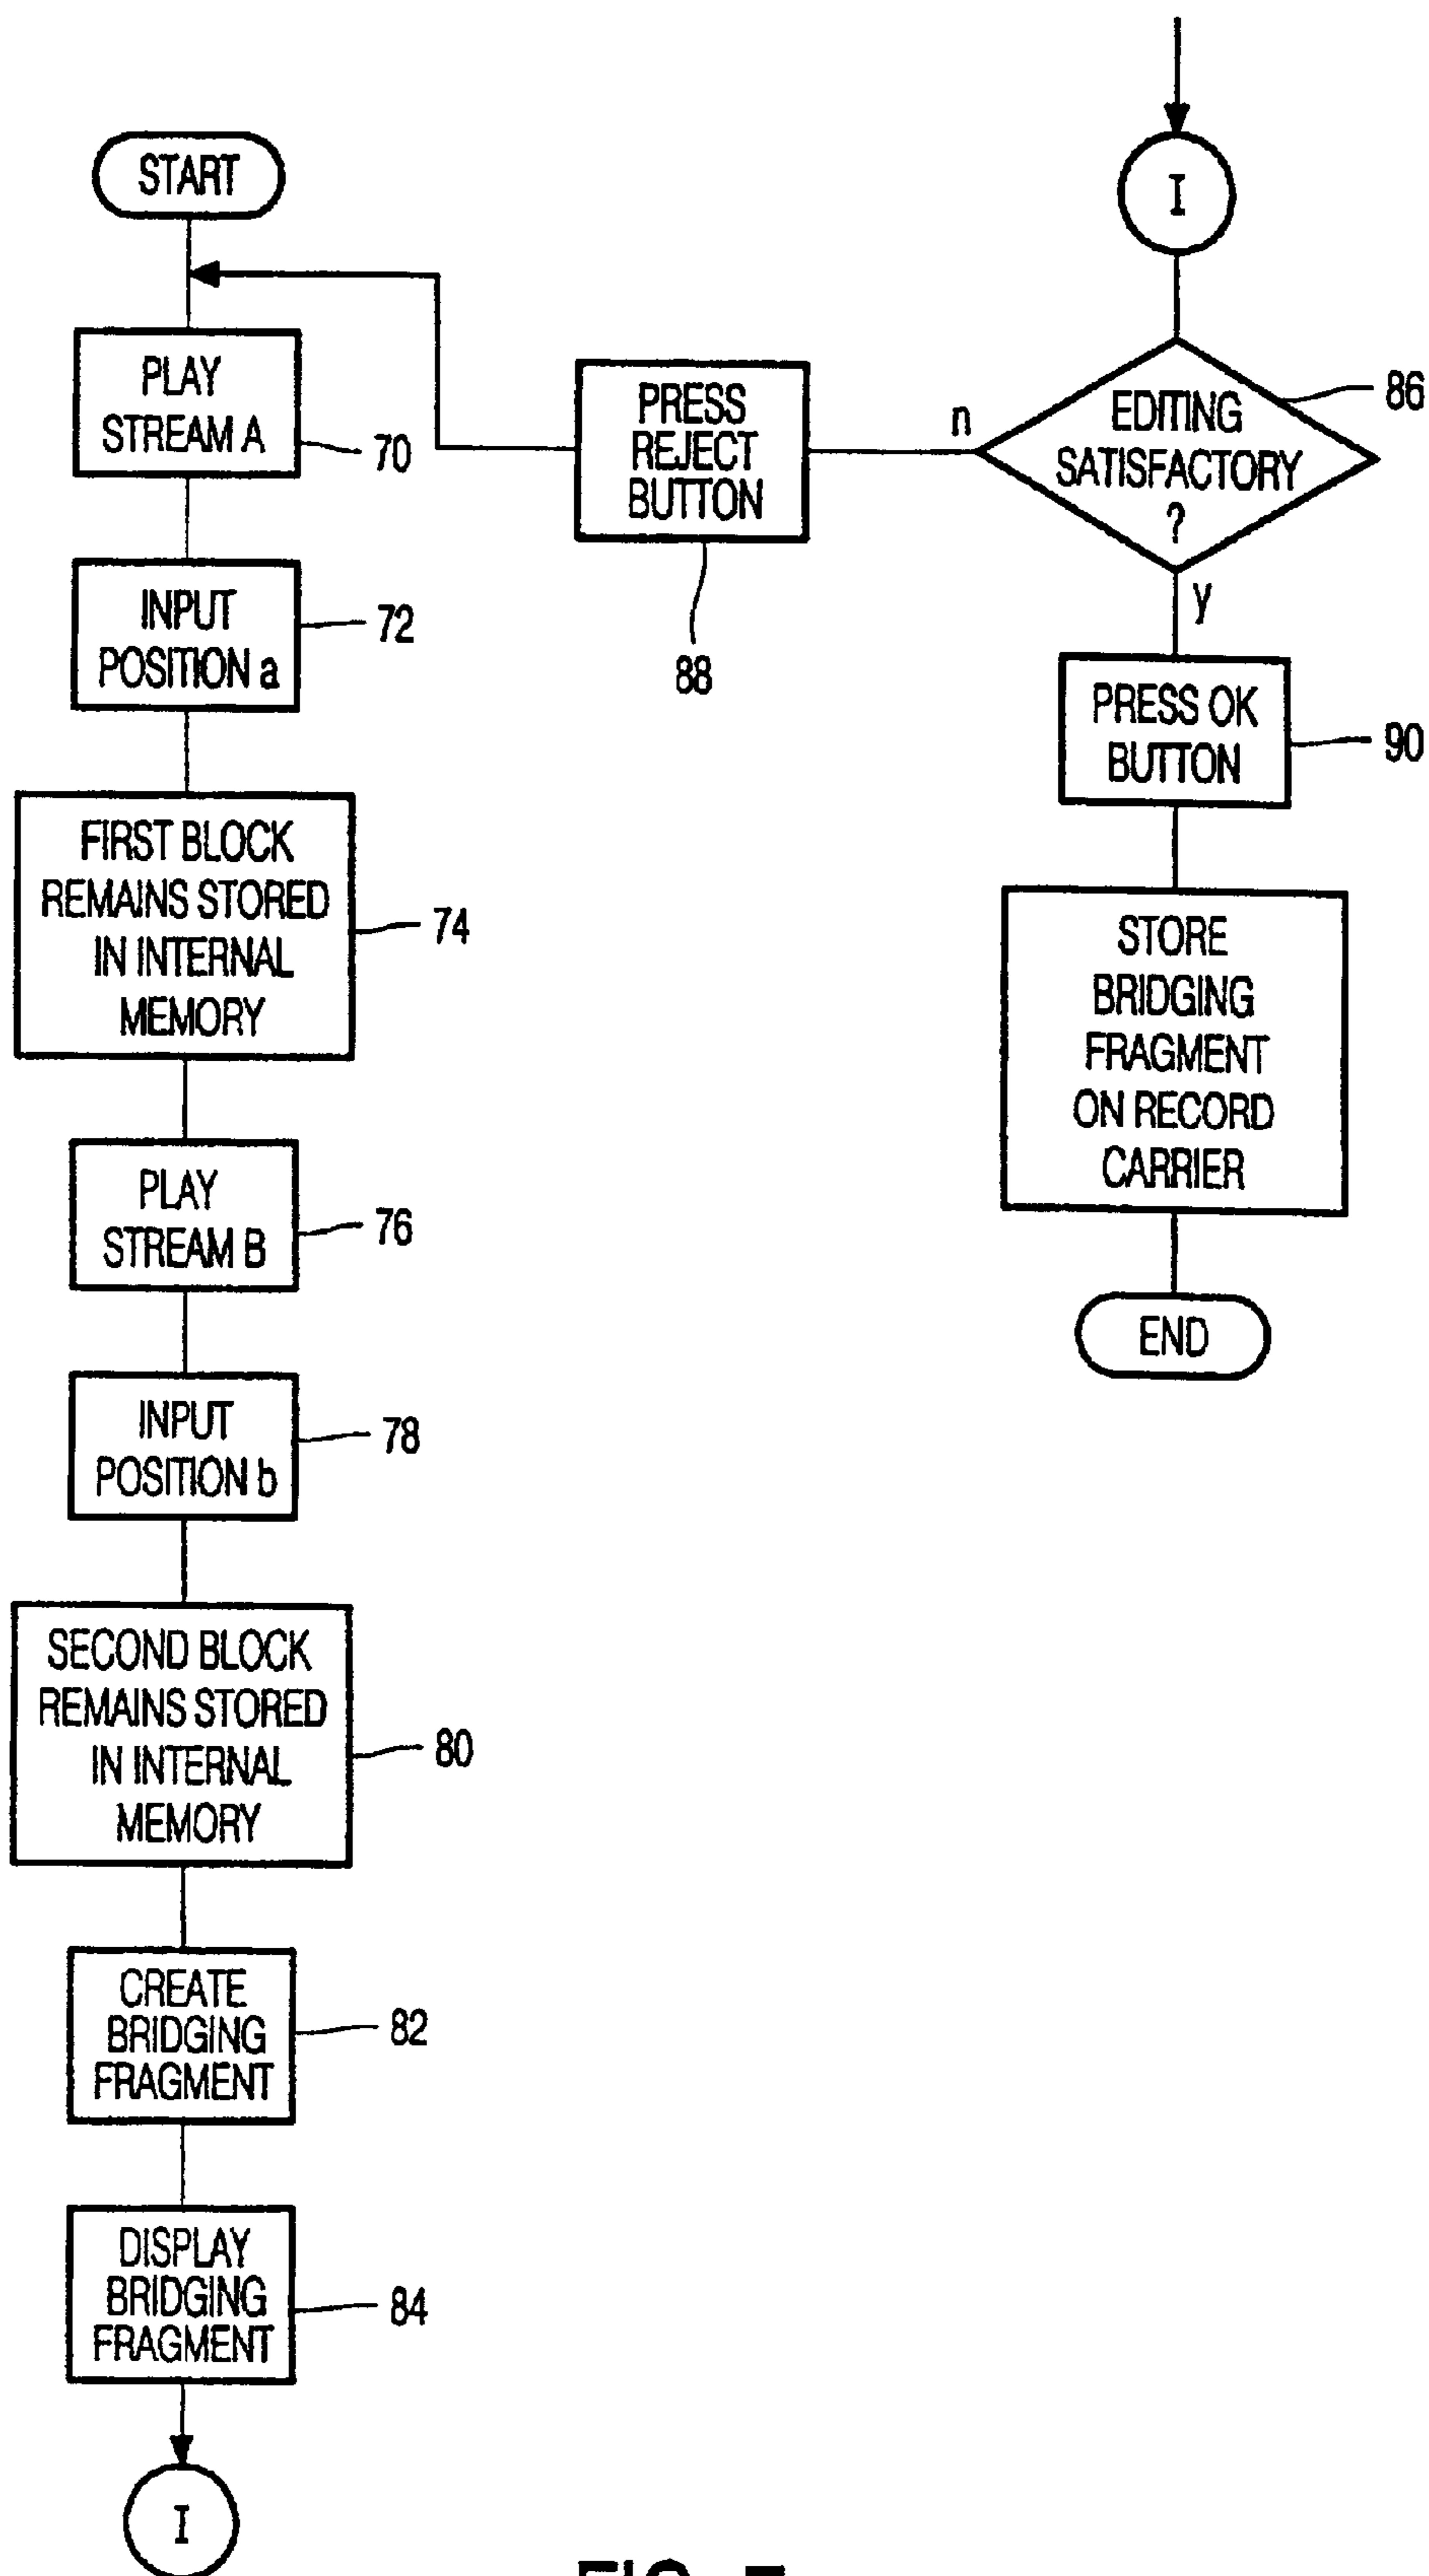 START
PLAY
STREAM A
70
INPUT
POSITION a
72
FIRST BLOCK
REMAINS STORED
IN INTERNAL
MEMORY
74
PLAY
STREAM B
76
INPUT
POSITION b
78
SECOND BLOCK
REMAINS STORED
IN INTERNAL
MEMORY
80
CREATE
BRIDGING
FRAGMENT
82
DISPLAY
BRIDGING
FRAGMENT
84
I
I
EDITING
SATISFACTORY
?
86
n
PRESS
REJECT
BUTTON
88
y
PRESS OK
BUTTON
90
STORE
BRIDGING
FRAGMENT
ON RECORD
CARRIER
END